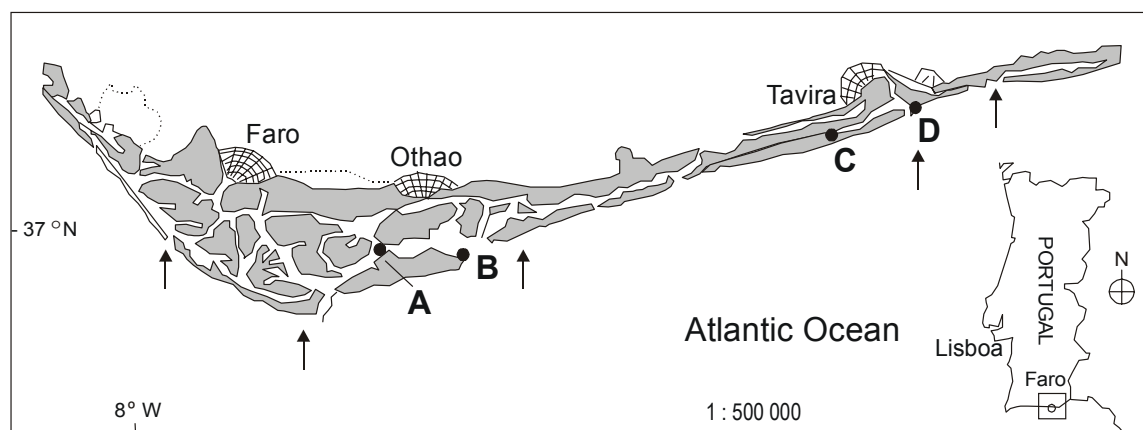 Tavira
Faro
Othao
D
C
37 °N
B
A
N
PORTUGAL
Atlantic Ocean
Lisboa
Faro
8° W
1 : 500 000